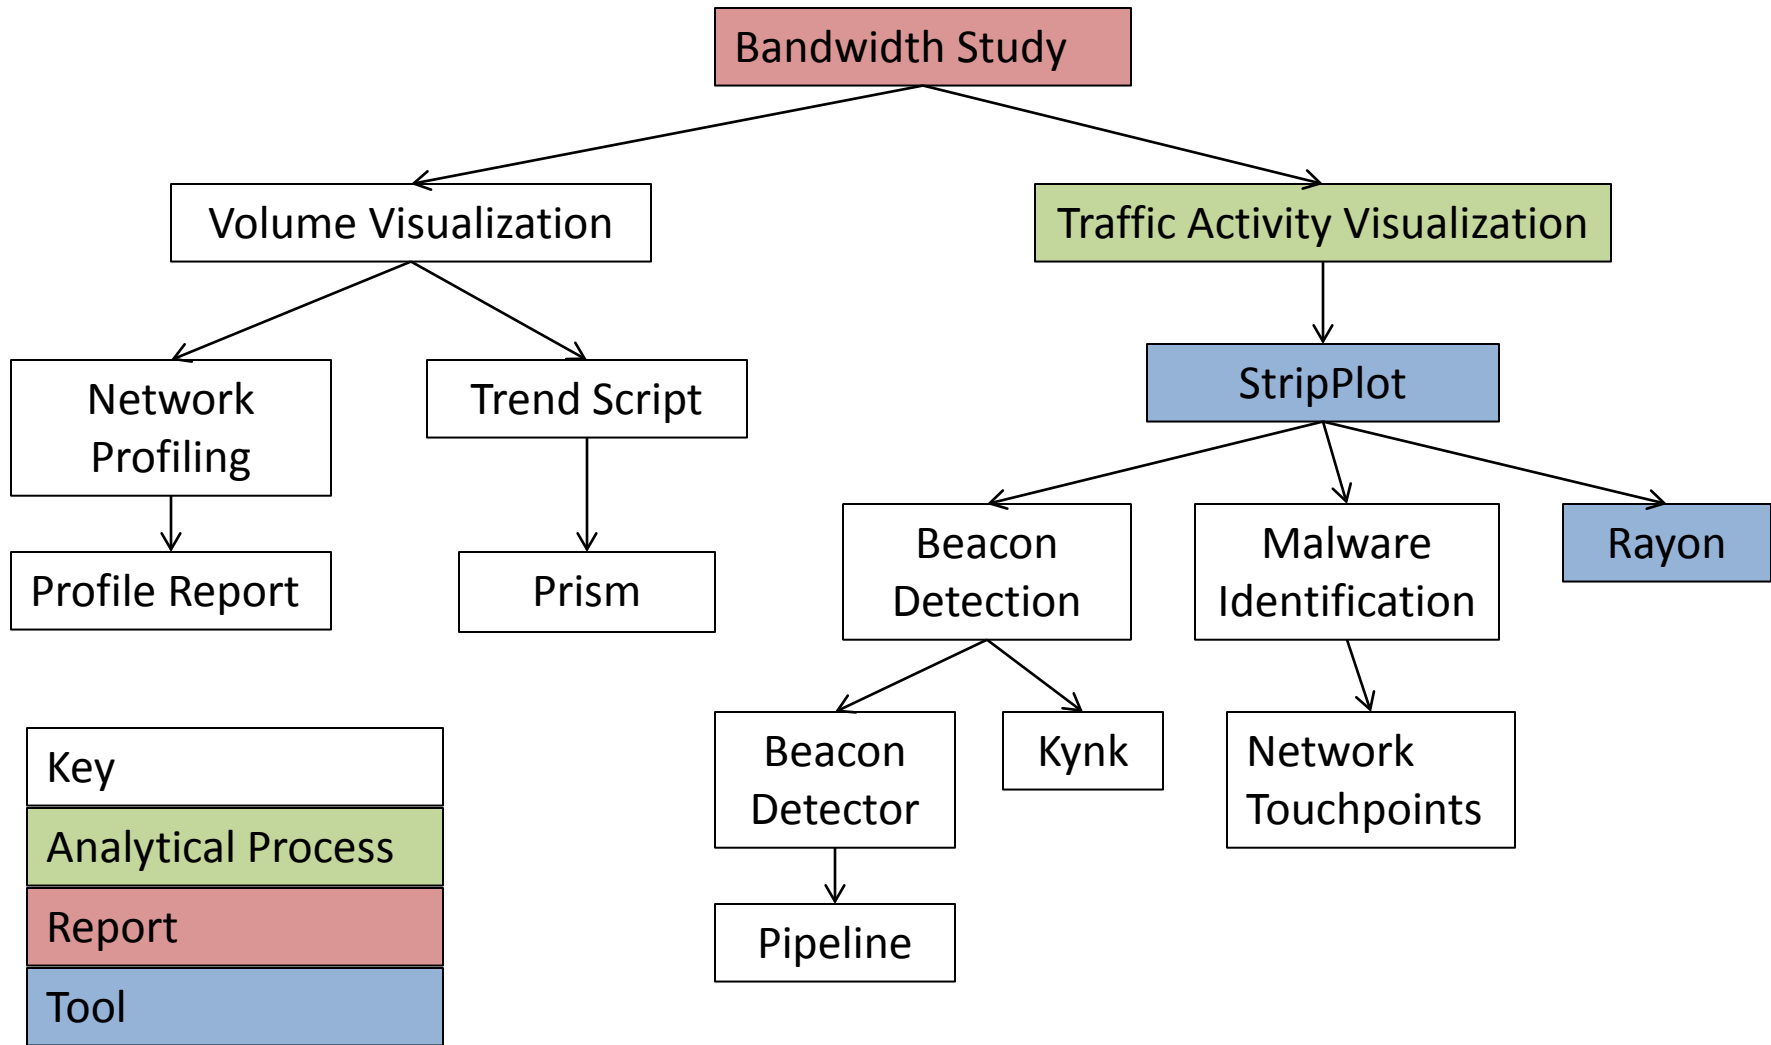 Bandwidth Study
Volume Visualization
Traffic Activity Visualization
Network
Profiling
Trend Script
StripPlot
Profile Report
Prism
Beacon
Detection
Malware
Identification
Rayon
Beacon
Detector
Kynk
Network
Touchpoints
Pipeline
Key
Analytical Process
Report
Tool